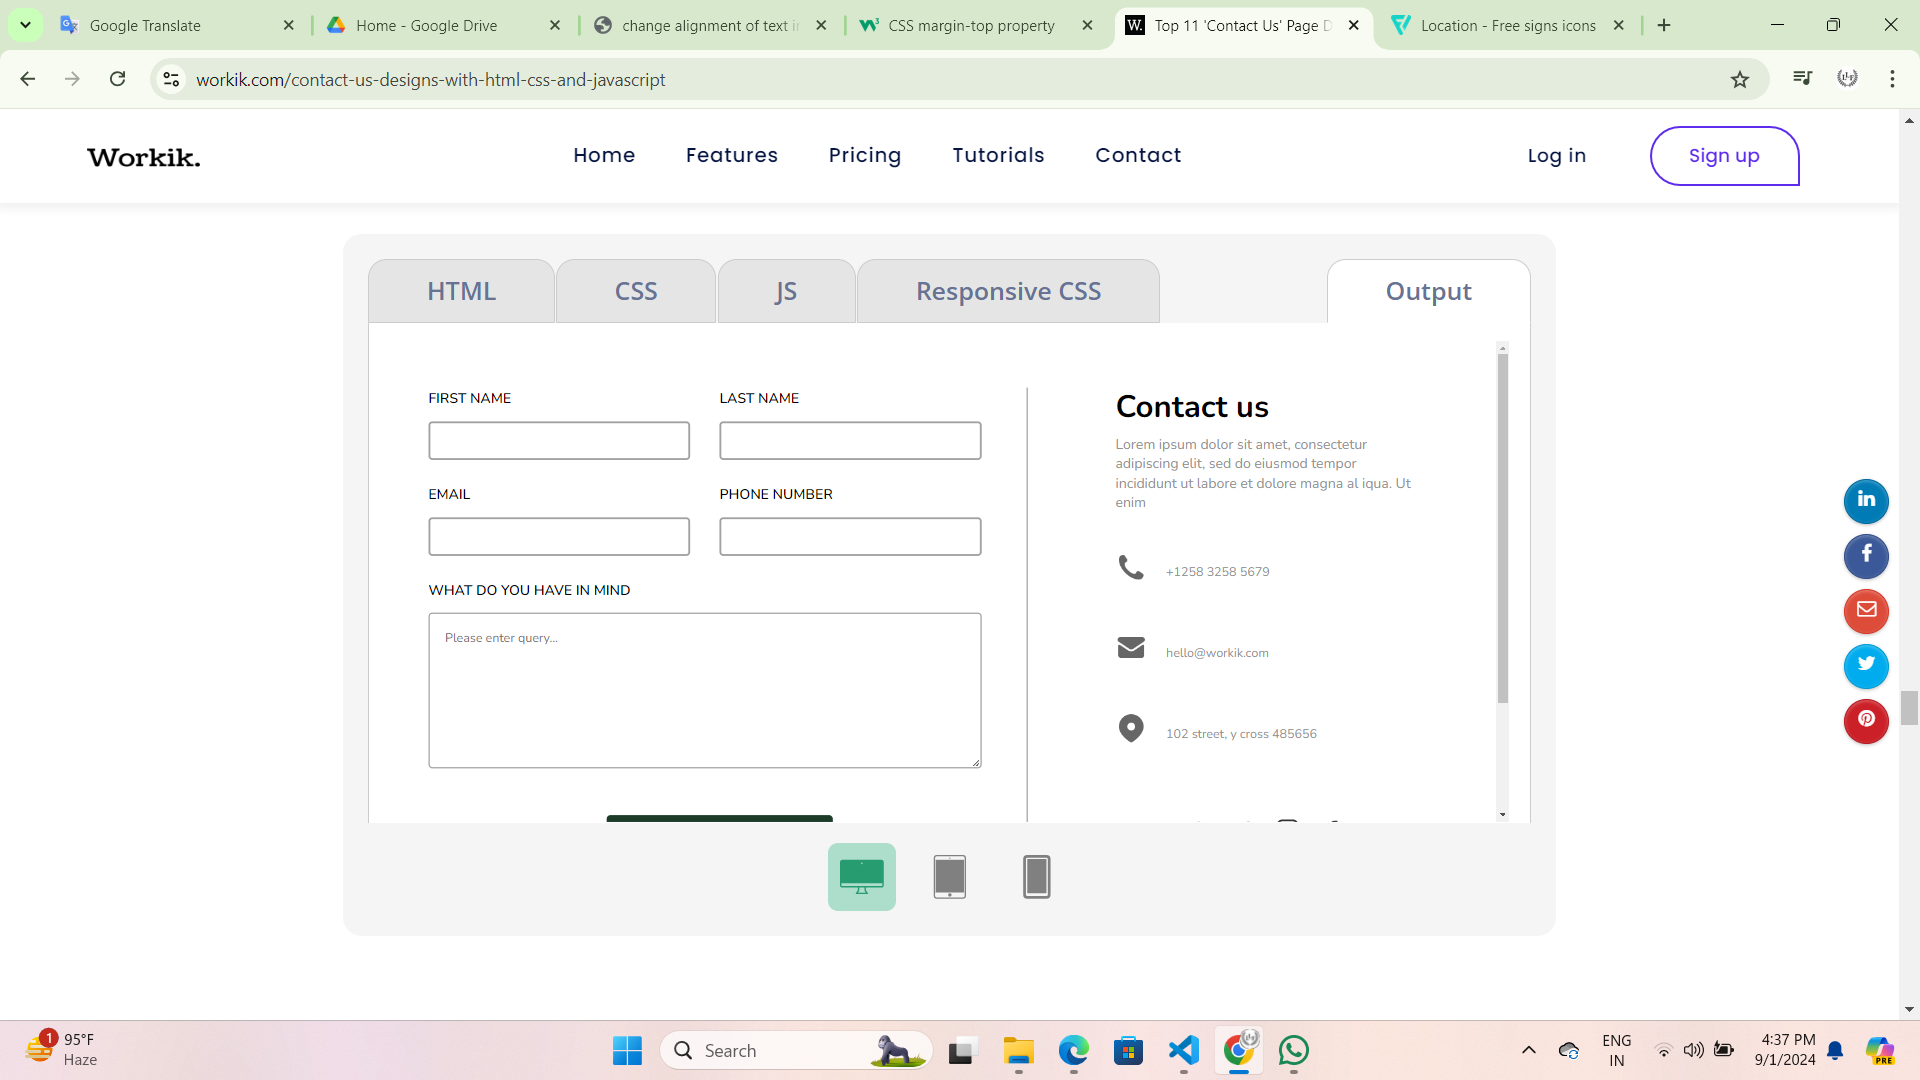 Google Translate
Home - Google Drive
change alignment of text i
CSS margin-top property
Top 11 'Contact Us' Page D
Location - Free signs icons
workik.com/contact-us-designs-with-html-css-and-javascript
Workik.
Home
Features
Pricing
Tutorials
Contact
Log in
Sign up
HTML
CSS
JS
Responsive CSS
Output
FIRST NAME
LAST NAME
EMAIL
PHONE NUMBER
WHAT DO YOU HAVE IN MIND
Please enter query...
Contact us
Lorem ipsum dolor sit amet, consectetur
adipiscing elit, sed do eiusmod tempor
incididunt ut labore et dolore magna al iqua. Ut
enim
+1258 3258 5679
hello@workik.com
102 street, y cross 485656
1
95°F
Haze
Search
ENG
IN
4:37 PM
9/1/2024
PRE